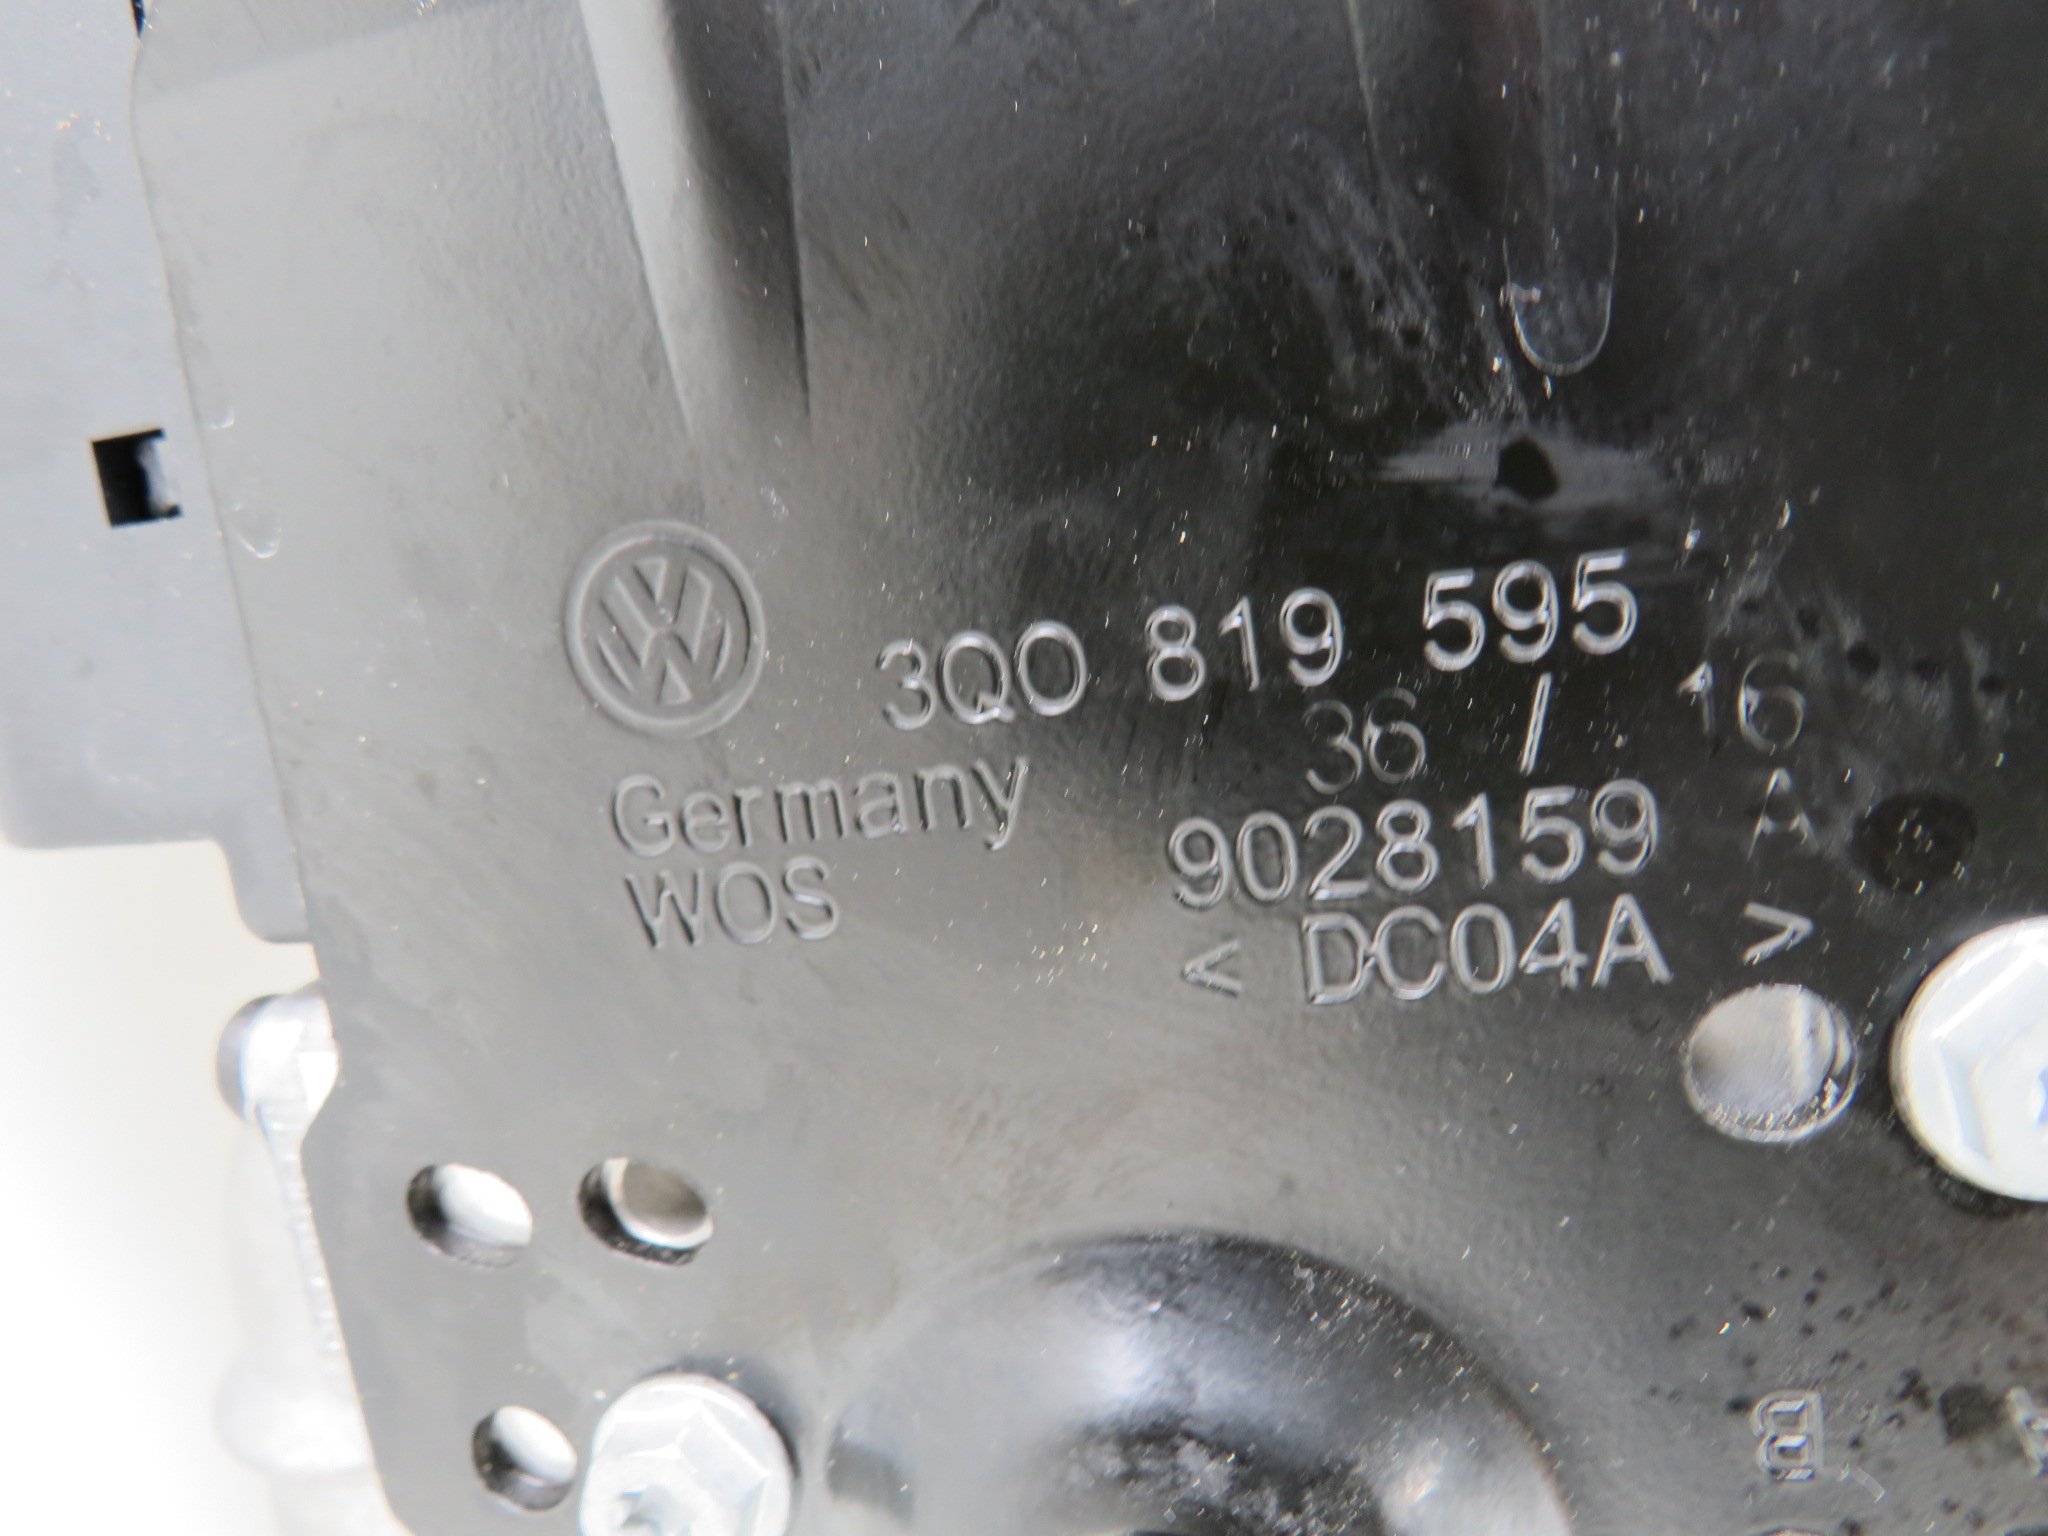 3Q0 819 595
36 / 16
Germany
9028159 A
WOS
< DC04A >
B